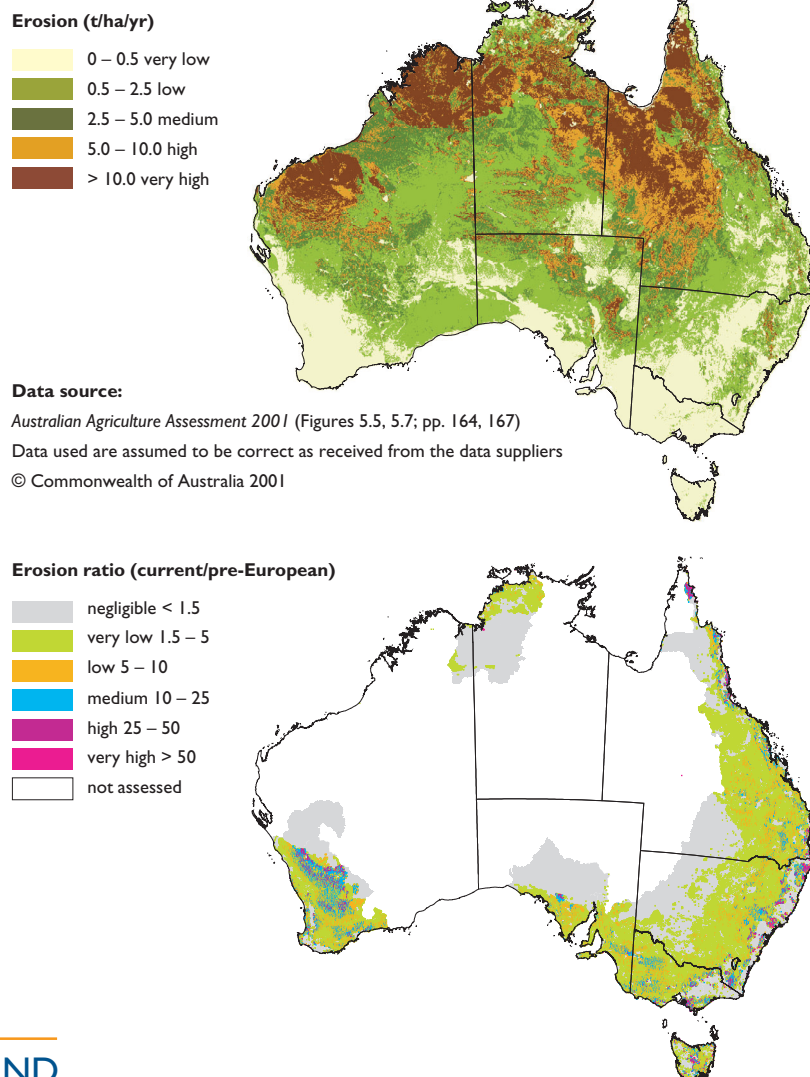 Erosion (t/ha/yr)
0 – 0.5 very low
0.5 – 2.5 low
2.5 – 5.0 medium
5.0 – 10.0 high
> 10.0 very high
Data source:
Australian Agriculture Assessment 2001 (Figures 5.5, 5.7; pp. 164, 167)
Data used are assumed to be correct as received from the data suppliers
© Commonwealth of Australia 2001
Erosion ratio (current/pre-European)
negligible < 1.5
very low 1.5 – 5
low 5 – 10
medium 10 – 25
high 25 – 50
very high > 50
not assessed
ND